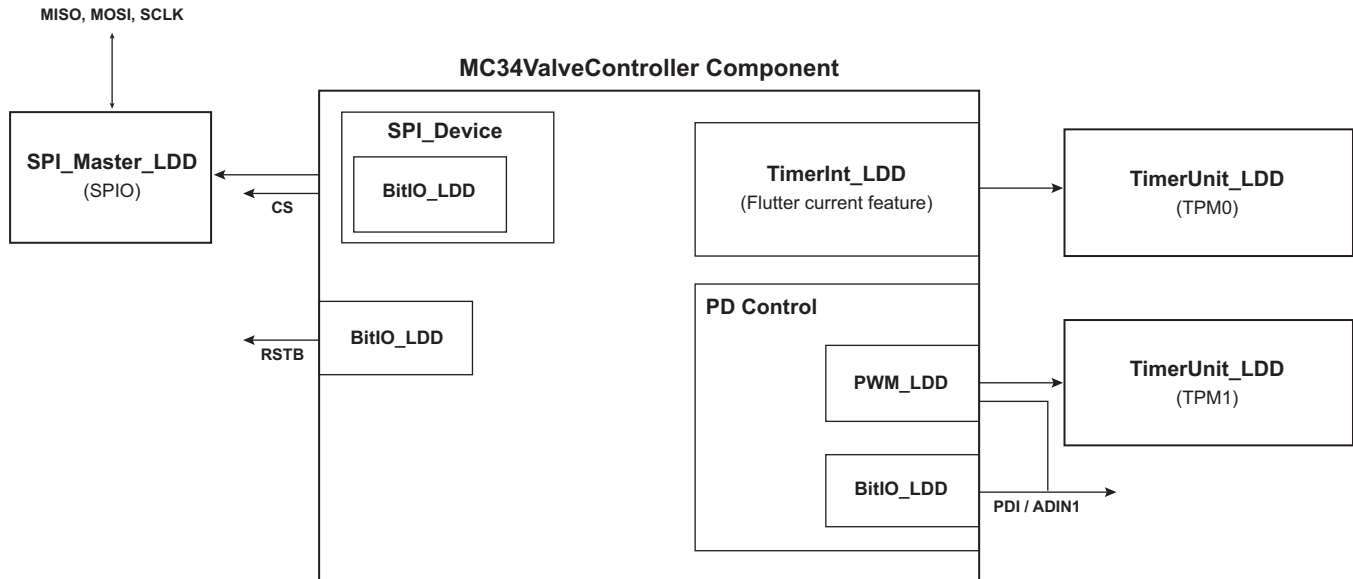 MISO, MOSI, SCLK
MC34ValveController Component
SPI_Master_LDD
(SPIO)
CS
SPI_Device
BitIO_LDD
TimerInt_LDD
(Flutter current feature)
TimerUnit_LDD
(TPM0)
RSTB
BitIO_LDD
PD Control
PWM_LDD
BitIO_LDD
TimerUnit_LDD
(TPM1)
PDI / ADIN1